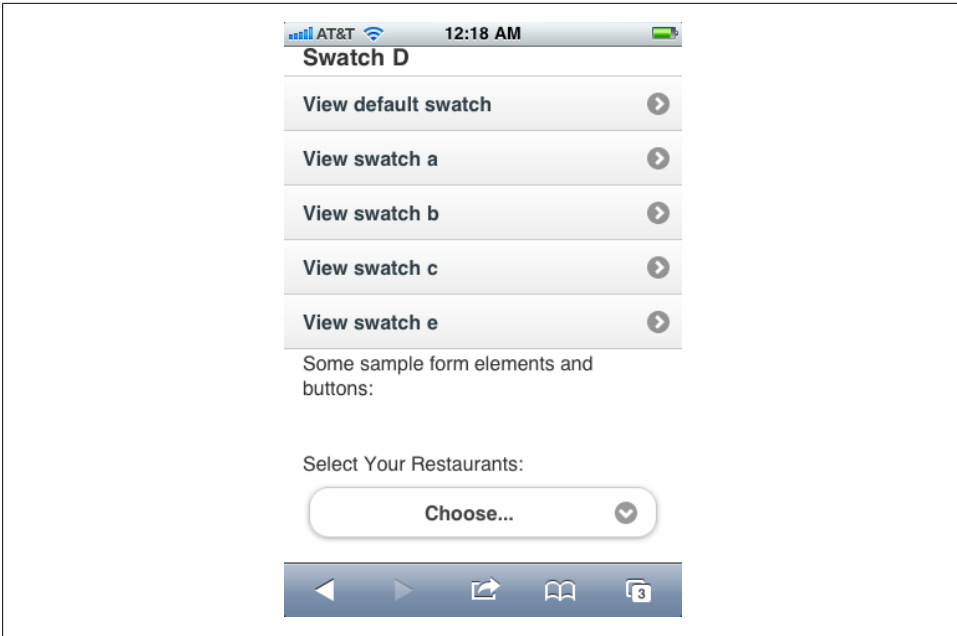 AT&T 12:18 AM
Swatch D
View default swatch
View swatch a
View swatch b
View swatch c
View swatch e
Some sample form elements and
buttons:
Select Your Restaurants:
Choose...
3